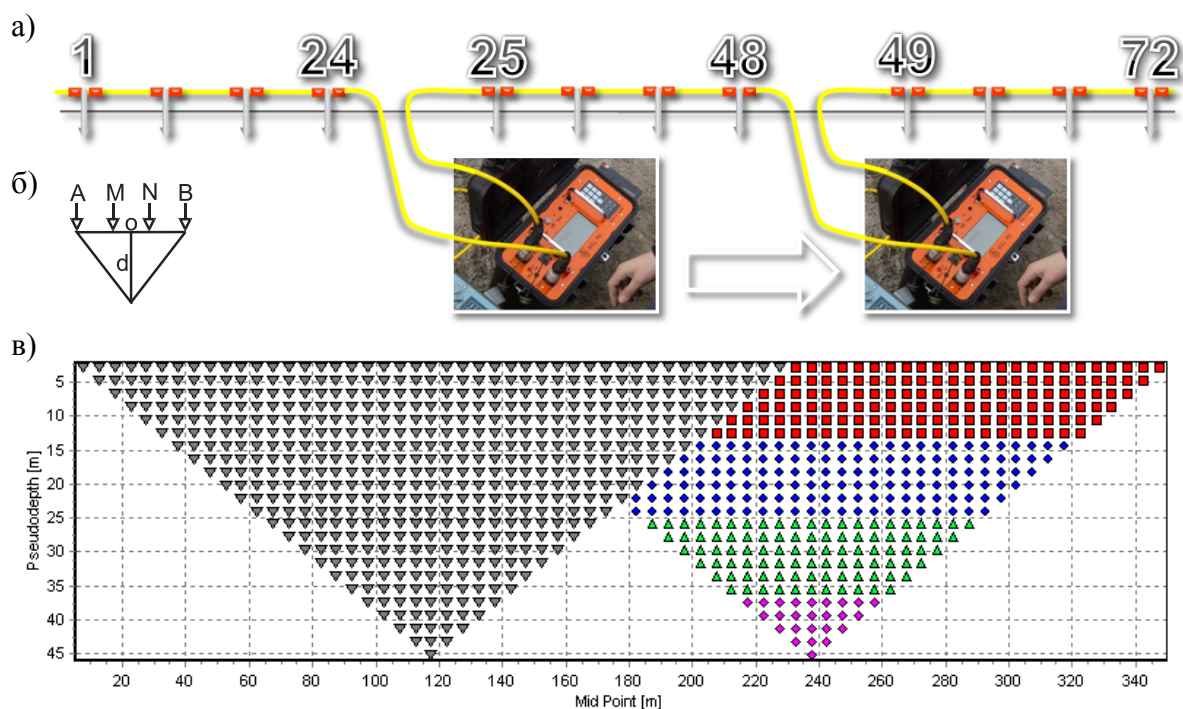 а)
1 24 25 48 49 72
б)
A M N B
o
d
в)
5
10
15
20
25
30
35
40
45
Pseudodepth [m]
20 40 60 80 100 120 140 160 180 200 220 240 260 280 300 320 340
Mid Point [m]